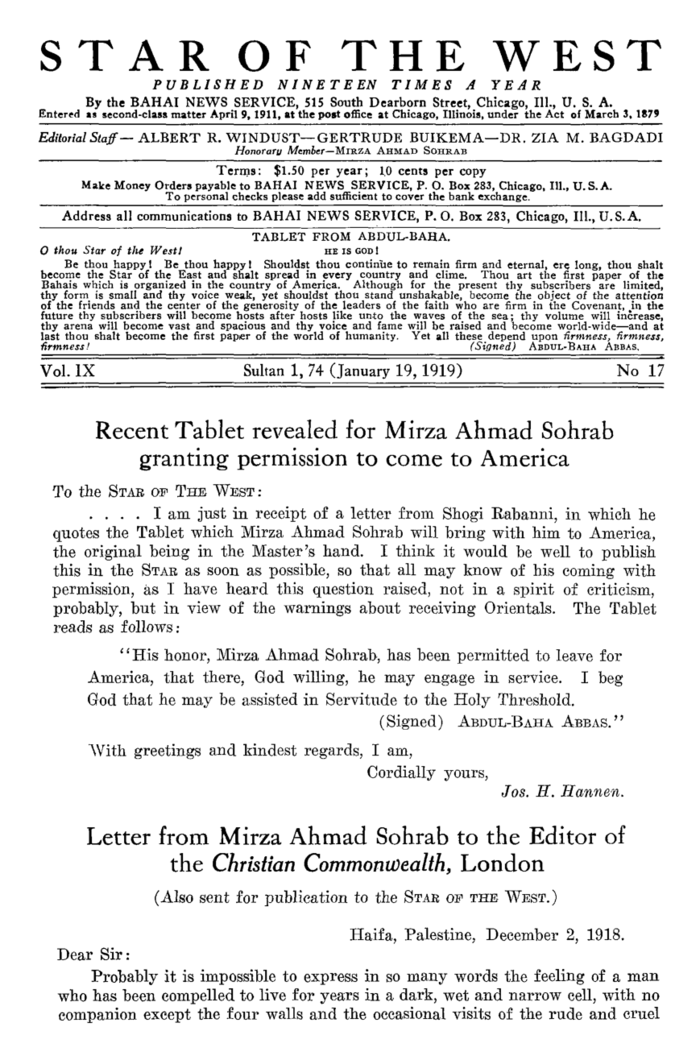 STAR OF THE WEST
PUBLISHED NINETEEN TIMES A YEAR
By the BAHAI NEWS SERVICE, 515 South Dearborn Street, Chicago, Ill., U. S. A.
Entered as second-class matter April 9, 1911, at the post office at Chicago, Illinois, under the Act of March 3, 1879
Editorial Staff— ALBERT R. WINDUST—GERTRUDE BUIKEMA—DR. ZIA M. BAGDADI
Honorary Member—MIRZA AHMAD SOHRAB
Terms: $1.50 per year; 10 cents per copy
Make Money Orders payable to BAHAI NEWS SERVICE, P. O. Box 283, Chicago, Ill., U. S. A.
To personal checks please add sufficient to cover the bank exchange.
Address all communications to BAHAI NEWS SERVICE, P. O. Box 283, Chicago, Ill., U. S. A.
TABLET FROM ABDUL-BAHA.
O thou Star of the West! HE IS GOD!
Be thou happy! Be thou happy! Shouldst thou continue to remain firm and eternal, ere long, thou shalt
become the Star of the East and shalt spread in every country and clime. Thou art the first paper of the
Bahais which is organized in the country of America. Although for the present thy subscribers are limited,
thy form is small and thy voice weak, yet shouldst thou stand unshakable, become the object of the attention
of the friends and the center of the generosity of the leaders of the faith who are firm in the Covenant, in the
future thy subscribers will become hosts after hosts like unto the waves of the sea; thy volume will increase,
thy arena will become vast and spacious and thy voice and fame will be raised and become world-wide—and at
last thou shalt become the first paper of the world of humanity. Yet all these depend upon firmness, firmness,
firmness! (Signed) ABDUL-BAHA ABBAS.
Vol. IX Sultan 1, 74 (January 19, 1919) No 17
Recent Tablet revealed for Mirza Ahmad Sohrab
granting permission to come to America
To the STAR OF THE WEST:
. . . . I am just in receipt of a letter from Shogi Rabanni, in which he
quotes the Tablet which Mirza Ahmad Sohrab will bring with him to America,
the original being in the Master's hand. I think it would be well to publish
this in the STAR as soon as possible, so that all may know of his coming with
permission, as I have heard this question raised, not in a spirit of criticism,
probably, but in view of the warnings about receiving Orientals. The Tablet
reads as follows:
"His honor, Mirza Ahmad Sohrab, has been permitted to leave for
America, that there, God willing, he may engage in service. I beg
God that he may be assisted in Servitude to the Holy Threshold.
(Signed) ABDUL-BAHA ABBAS."
With greetings and kindest regards, I am,
Cordially yours,
Jos. H. Hannen.
Letter from Mirza Ahmad Sohrab to the Editor of
the Christian Commonwealth, London
(Also sent for publication to the STAR OF THE WEST.)
Haifa, Palestine, December 2, 1918.
Dear Sir:
Probably it is impossible to express in so many words the feeling of a man
who has been compelled to live for years in a dark, wet and narrow cell, with no
companion except the four walls and the occasional visits of the rude and cruel